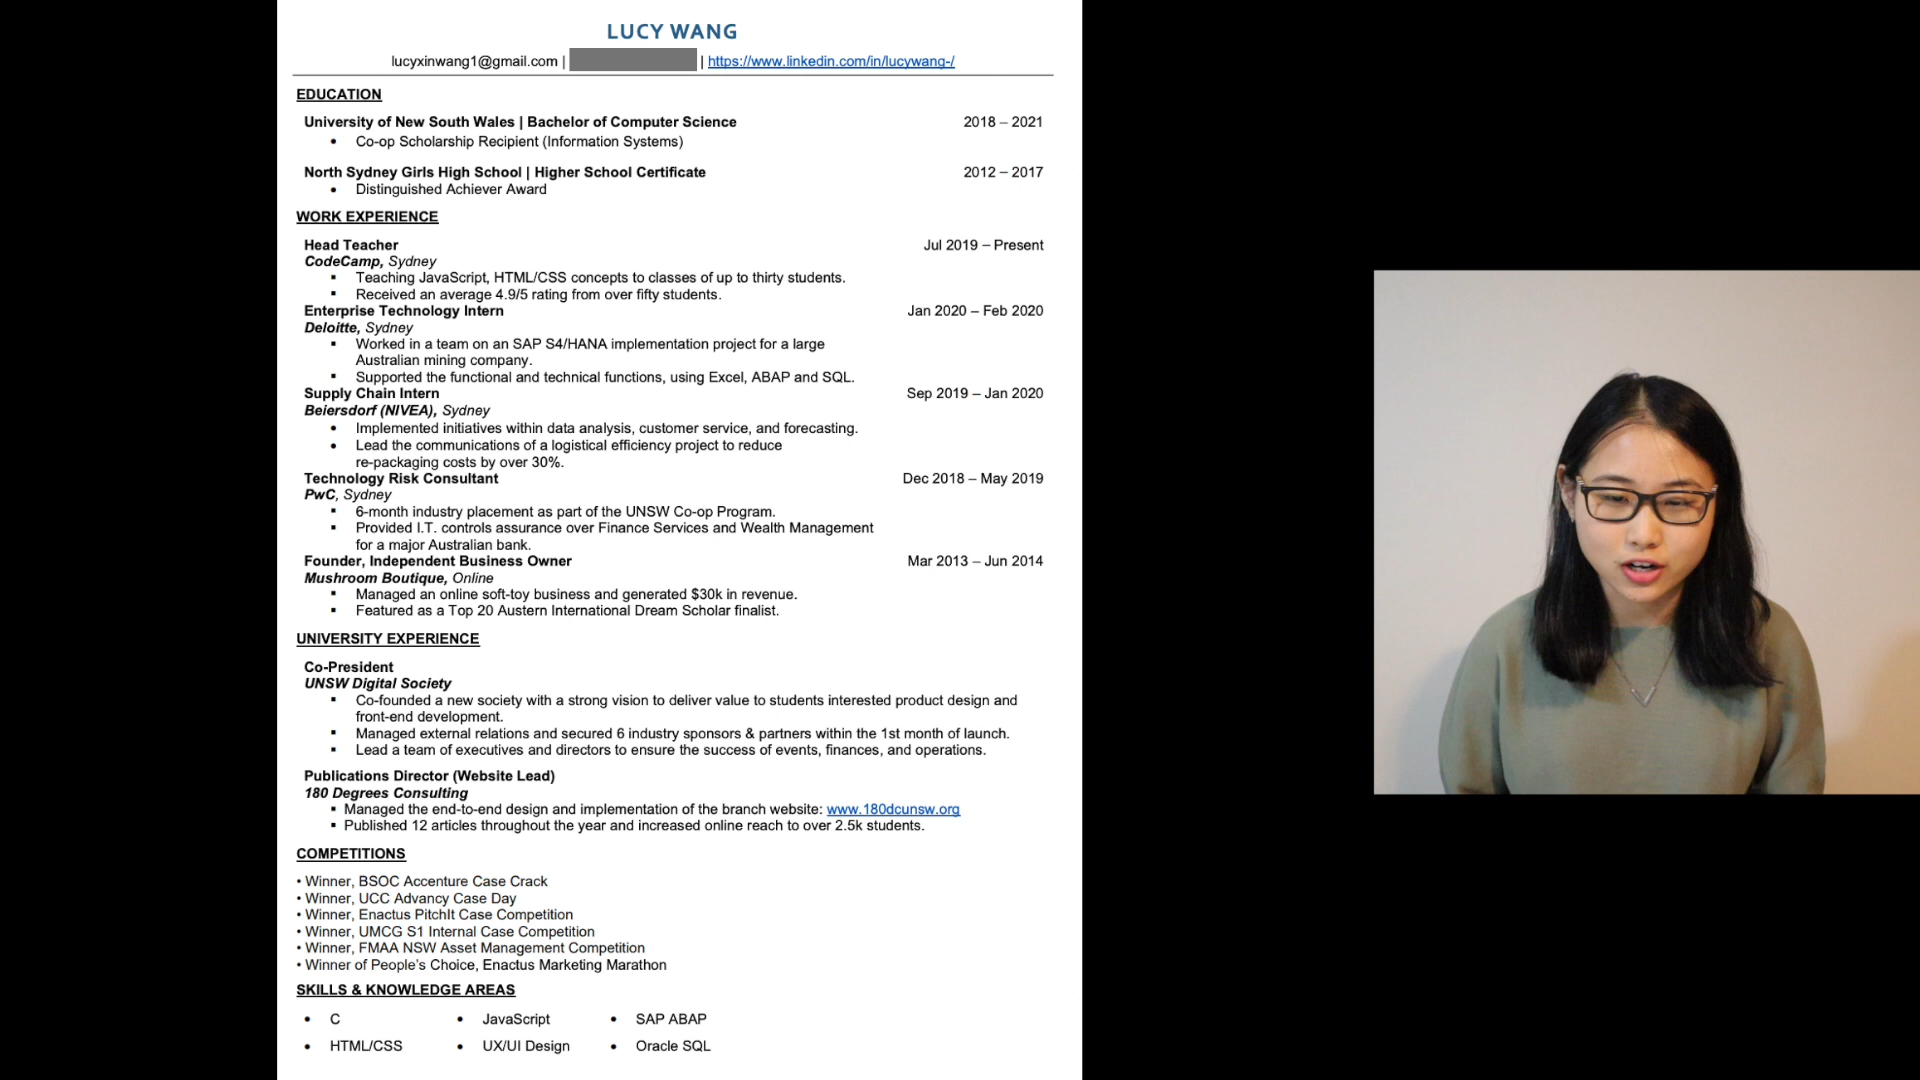 LUCY WANG
lucyxinwang1@gmail.com | | https://www.linkedin.com/in/lucywang-/
EDUCATION
University of New South Wales | Bachelor of Computer Science 2018 – 2021
• Co-op Scholarship Recipient (Information Systems)
North Sydney Girls High School | Higher School Certificate 2012 – 2017
• Distinguished Achiever Award
WORK EXPERIENCE
Head Teacher Jul 2019 – Present
CodeCamp, Sydney
▪ Teaching JavaScript, HTML/CSS concepts to classes of up to thirty students.
▪ Received an average 4.9/5 rating from over fifty students.
Enterprise Technology Intern Jan 2020 – Feb 2020
Deloitte, Sydney
▪ Worked in a team on an SAP S4/HANA implementation project for a large
Australian mining company.
▪ Supported the functional and technical functions, using Excel, ABAP and SQL.
Supply Chain Intern Sep 2019 – Jan 2020
Beiersdorf (NIVEA), Sydney
• Implemented initiatives within data analysis, customer service, and forecasting.
• Lead the communications of a logistical efficiency project to reduce
re-packaging costs by over 30%.
Technology Risk Consultant Dec 2018 – May 2019
PwC, Sydney
▪ 6-month industry placement as part of the UNSW Co-op Program.
▪ Provided I.T. controls assurance over Finance Services and Wealth Management
for a major Australian bank.
Founder, Independent Business Owner Mar 2013 – Jun 2014
Mushroom Boutique, Online
▪ Managed an online soft-toy business and generated $30k in revenue.
▪ Featured as a Top 20 Austern International Dream Scholar finalist.
UNIVERSITY EXPERIENCE
Co-President
UNSW Digital Society
▪ Co-founded a new society with a strong vision to deliver value to students interested product design and
front-end development.
▪ Managed external relations and secured 6 industry sponsors & partners within the 1st month of launch.
▪ Lead a team of executives and directors to ensure the success of events, finances, and operations.
Publications Director (Website Lead)
180 Degrees Consulting
▪ Managed the end-to-end design and implementation of the branch website: www.180dcunsw.org
▪ Published 12 articles throughout the year and increased online reach to over 2.5k students.
COMPETITIONS
• Winner, BSOC Accenture Case Crack
• Winner, UCC Advancy Case Day
• Winner, Enactus PitchIt Case Competition
• Winner, UMCG S1 Internal Case Competition
• Winner, FMAA NSW Asset Management Competition
• Winner of People's Choice, Enactus Marketing Marathon
SKILLS & KNOWLEDGE AREAS
• C • JavaScript • SAP ABAP
• HTML/CSS • UX/UI Design • Oracle SQL